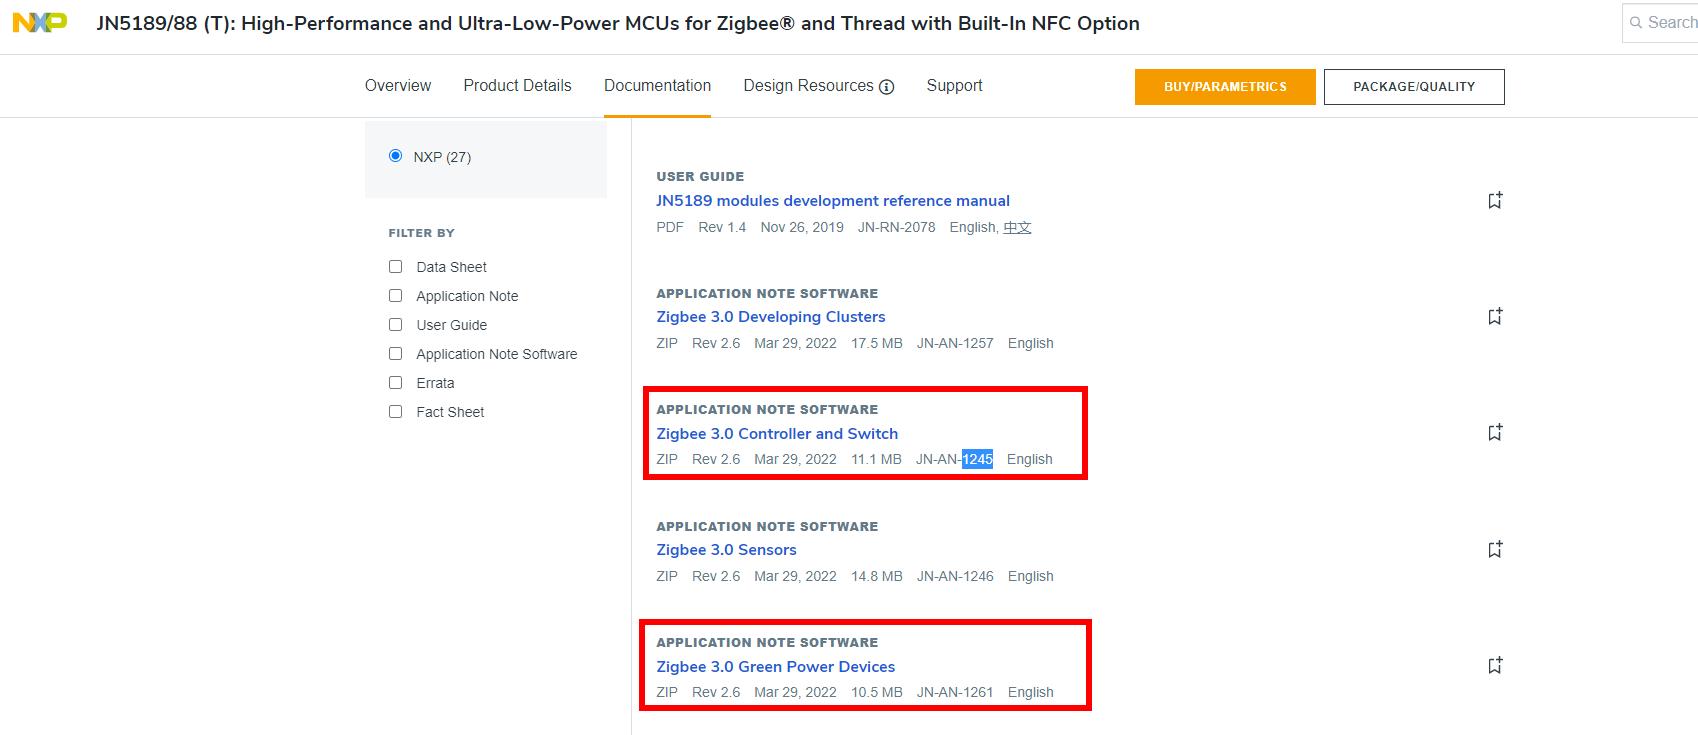 NXP JN5189/88 (T): High-Performance and Ultra-Low-Power MCUs for Zigbee® and Thread with Built-In NFC Option Search
Overview Product Details Documentation Design Resources Support BUY/PARAMETRICS PACKAGE/QUALITY
NXP (27)
FILTER BY
Data Sheet
Application Note
User Guide
Application Note Software
Errata
Fact Sheet
USER GUIDE
JN5189 modules development reference manual
PDF Rev 1.4 Nov 26, 2019 JN-RN-2078 English, 中文
APPLICATION NOTE SOFTWARE
Zigbee 3.0 Developing Clusters
ZIP Rev 2.6 Mar 29, 2022 17.5 MB JN-AN-1257 English
APPLICATION NOTE SOFTWARE
Zigbee 3.0 Controller and Switch
ZIP Rev 2.6 Mar 29, 2022 11.1 MB JN-AN-1245 English
APPLICATION NOTE SOFTWARE
Zigbee 3.0 Sensors
ZIP Rev 2.6 Mar 29, 2022 14.8 MB JN-AN-1246 English
APPLICATION NOTE SOFTWARE
Zigbee 3.0 Green Power Devices
ZIP Rev 2.6 Mar 29, 2022 10.5 MB JN-AN-1261 English